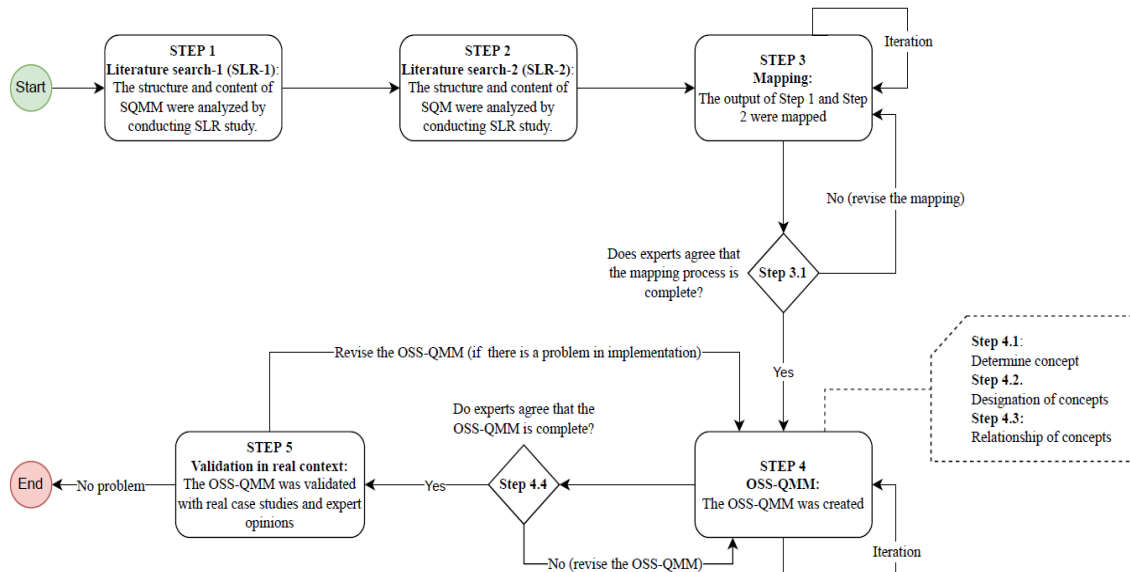 Start
STEP 1
Literature search-1 (SLR-1):
The structure and content of
SQMM were analyzed by
conducting SLR study.
STEP 2
Literature search-2 (SLR-2):
The structure and content of
SQM were analyzed by
conducting SLR study.
STEP 3
Mapping:
The output of Step 1 and Step
2 were mapped
Iteration
No (revise the mapping)
Does experts agree that
the mapping process is
complete?
Step 3.1
Yes
Step 4.1:
Determine concept
Step 4.2.
Designation of concepts
Step 4.3:
Relationship of concepts
Revise the OSS-QMM (if there is a problem in implementation)
Do experts agree that the
OSS-QMM is complete?
STEP 4
OSS-QMM:
The OSS-QMM was created
Iteration
Step 4.4
Yes
No (revise the OSS-QMM)
STEP 5
Validation in real context:
The OSS-QMM was validated
with real case studies and expert
opinions
No problem
End